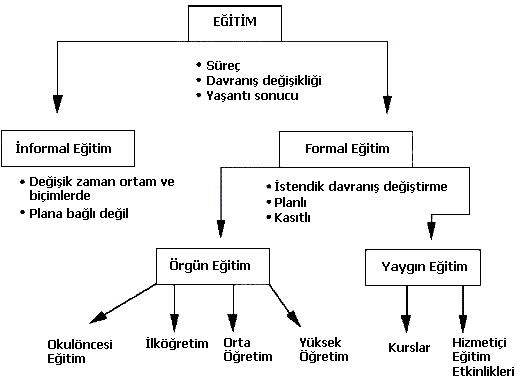 EĞİTİM
• Süreç
• Davranış değişikliği
• Yaşantı sonucu
İnformal Eğitim
Formal Eğitim
• Değişik zaman ortam ve
biçimlerde
• Plana bağlı değil
• İstendik davranış değiştirme
• Planlı
• Kasıtlı
Örgün Eğitim
Yaygın Eğitim
Okulöncesi
Eğitim
İlköğretim
Orta
Öğretim
Yüksek
Öğretim
Kurslar
Hizmetiçi
Eğitim
Etkinlikleri